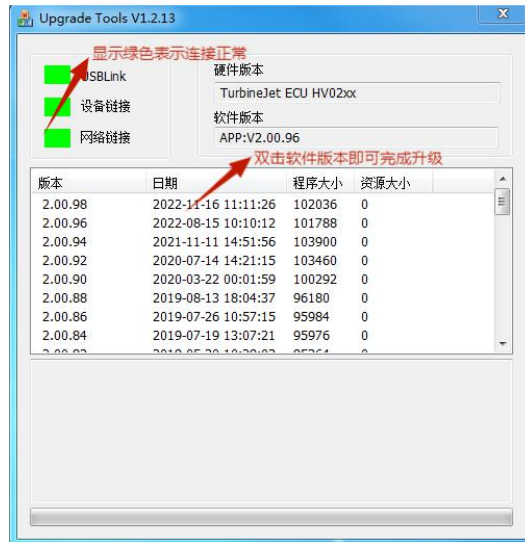 Upgrade Tools V1.2.13
显示绿色表示连接正常
USBLink
设备链接
网络链接
硬件版本
TurbineJet ECU HV02xx
软件版本
APP:V2.00.96
双击软件版本即可完成升级
版本 日期 程序大小 资源大小
2.00.98 2022-11-16 11:11:26 102036 0
2.00.96 2022-08-15 10:10:12 101788 0
2.00.94 2021-11-11 14:51:56 103900 0
2.00.92 2020-07-14 14:21:15 103460 0
2.00.90 2020-03-22 00:01:59 100292 0
2.00.88 2019-08-13 18:04:37 96180 0
2.00.86 2019-07-26 10:57:15 95984 0
2.00.84 2019-07-19 13:07:21 95976 0